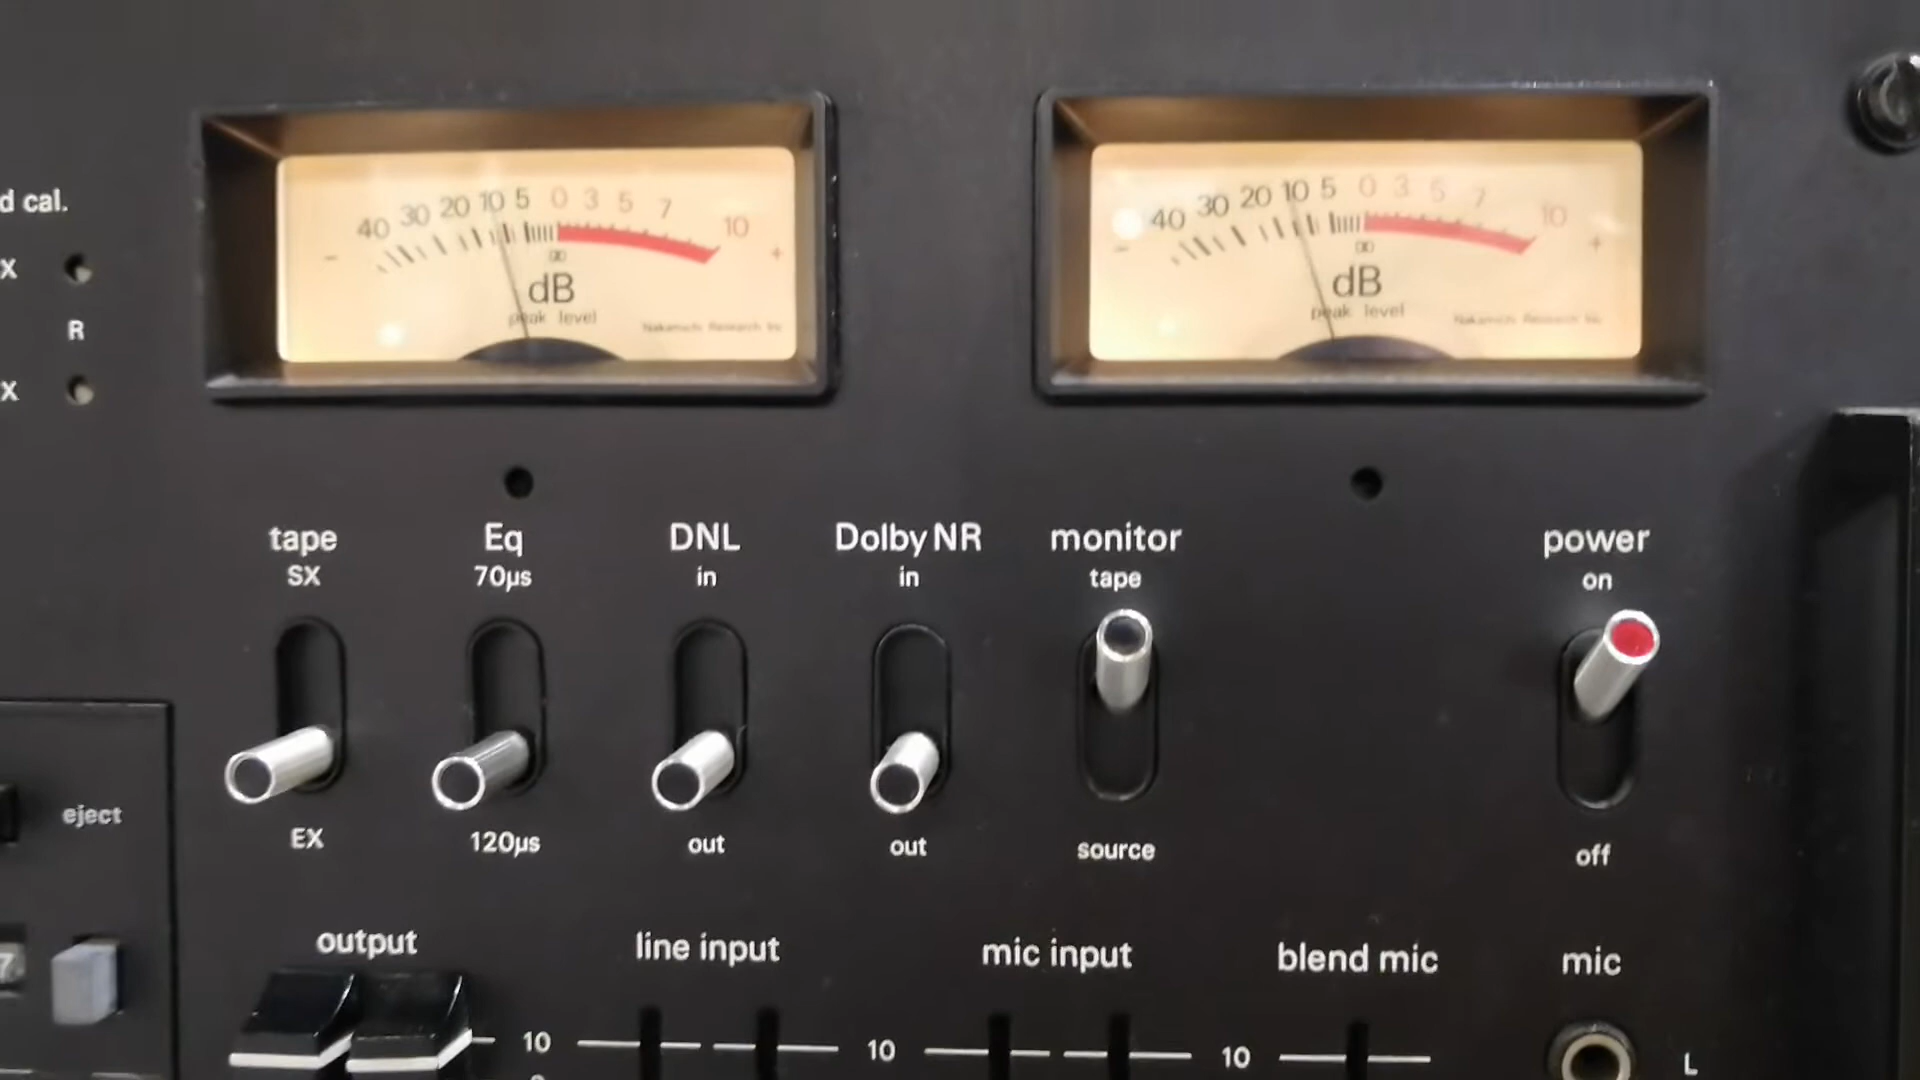 40 30 20 10 5 0 3 5 7 10
- +
dB
peak level
Nakamichi Research Inc
40 30 20 10 5 0 3 5 7 10
- +
dB
peak level
Nakamichi Research Inc
d cal.
X
R
X
tape
SX
EX
Eq
70µs
120µs
DNL
in
out
Dolby NR
in
out
monitor
tape
source
power
on
off
eject
7
output
line input
mic input
blend mic
mic
10
10
10
L